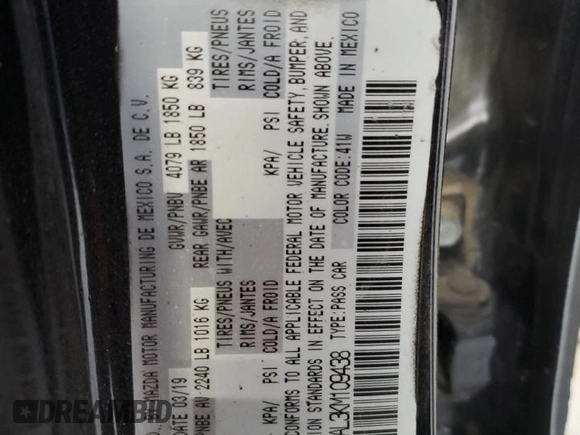 MAZDA MOTOR MANUFACTURING DE MEXICO S.A. DE C.V.
DATE 03/19 GVWR/PNBV 4079 LB 1850 KG
PNBE AV 2240 LB 1016 KG REAR GAWR/PNBE AR 1850 LB 839 KG
TIRES/PNEUS WITH/AVEC TIRES/PNEUS TIRES/PNEUS
RIMS/JANTES RIMS/JANTES
KPA/ PSI COLD/A FROID KPA/ PSI COLD/A FROID
CONFORMS TO ALL APPLICABLE FEDERAL MOTOR VEHICLE SAFETY, BUMPER, AND
STANDARDS IN EFFECT ON THE DATE OF MANUFACTURE, SHOWN ABOVE.
AL3KM109438 TYPE:PASS CAR COLOR CODE:41W MADE IN MEXICO
DREAMBID